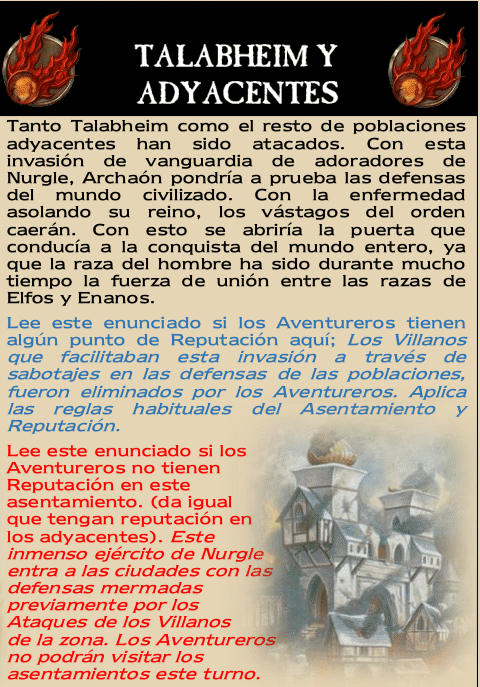 TALABHEIM Y
ADYACENTES
Tanto Talabheim como el resto de poblaciones
adyacentes han sido atacados. Con esta
invasión de vanguardia de adoradores de
Nurgle, Archaón pondría a prueba las defensas
del mundo civilizado. Con la enfermedad
asolando su reino, los vástagos del orden
caerán. Con esto se abriría la puerta que
conducía a la conquista del mundo entero, ya
que la raza del hombre ha sido durante mucho
tiempo la fuerza de unión entre las razas de
Elfos y Enanos.
Lee este enunciado si los Aventureros tienen
algún punto de Reputación aquí; Los Villanos
que facilitaban esta invasión a través de
sabotajes en las defensas de las poblaciones,
fueron eliminados por los Aventureros. Aplica
las reglas habituales del Asentamiento y
Reputación.
Lee este enunciado si los
Aventureros no tienen
Reputación en este
asentamiento. (da igual
que tengan reputación en
los adyacentes). Este
inmenso ejército de Nurgle
entra a las ciudades con las
defensas mermadas
previamente por los
Ataques de los Villanos
de la zona. Los Aventureros
no podrán visitar los
asentamientos este turno.